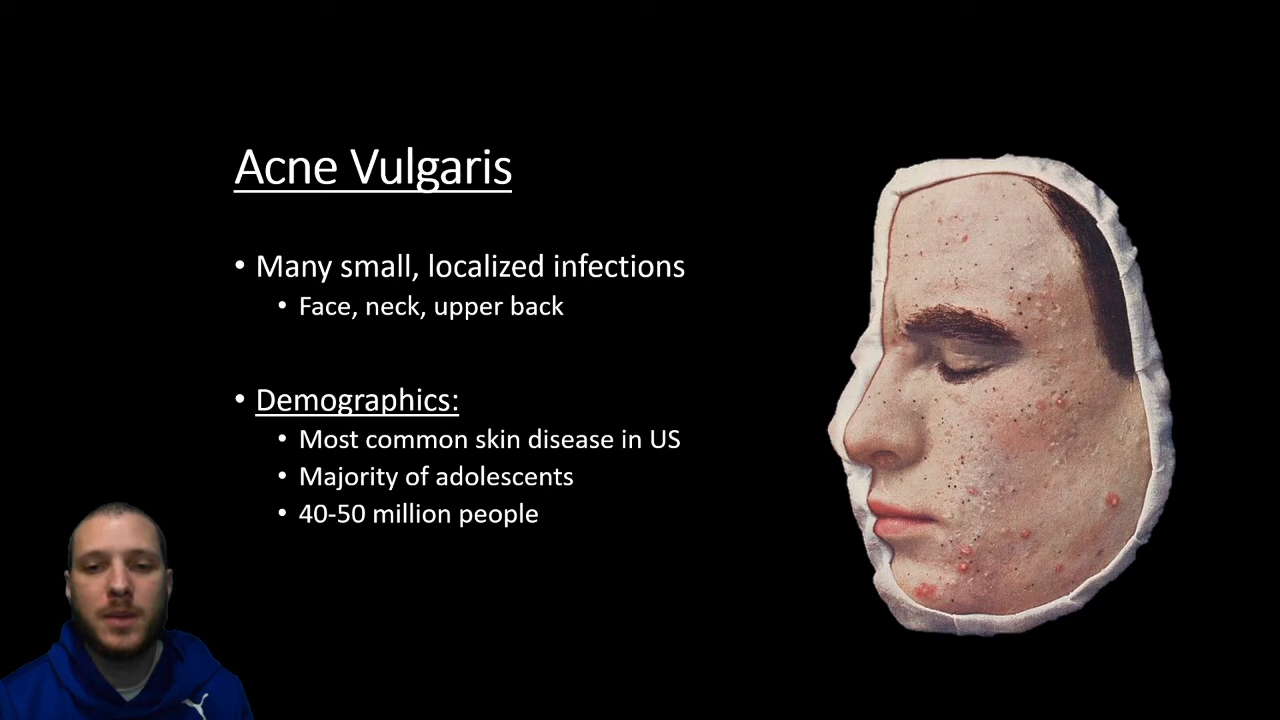 Acne Vulgaris
• Many small, localized infections
• Face, neck, upper back
• Demographics:
• Most common skin disease in US
• Majority of adolescents
• 40-50 million people